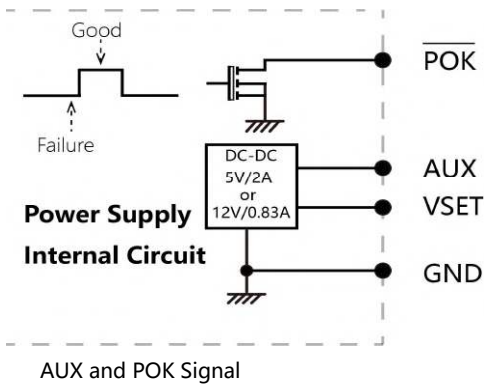 Good
POK
Failure
DC-DC
5V/2A
or
12V/0.83A
AUX
VSET
Power Supply
Internal Circuit
GND
AUX and POK Signal